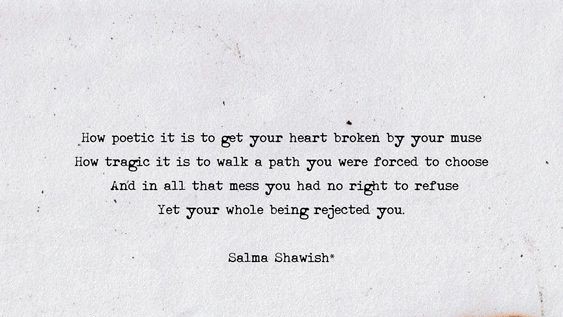 How poetic it is to get your heart broken by your muse
How tragic it is to walk a path you were forced to choose
And in all that mess you had no right to refuse
Yet your whole being rejected you.
Salma Shawish*